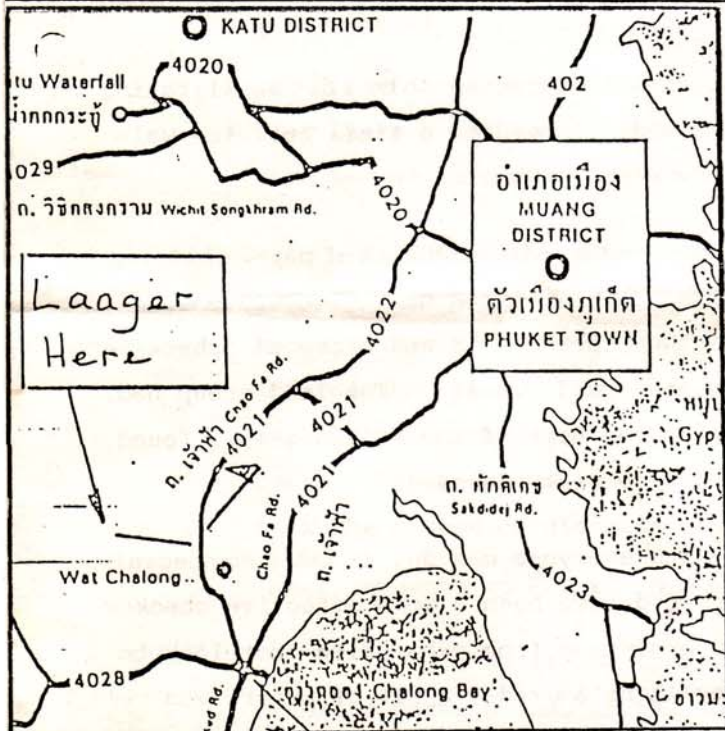 KATU DISTRICT
4020
402
tu Waterfall
น้ำตกกระทู้
4029
ถ. วิชิตสงคราม Wichit Songkhram Rd.
4020
อำเภอเมือง
MUANG
DISTRICT
ตัวเมืองภูเก็ต
PHUKET TOWN
Laager
Here
4022
ถ. เจ้าฟ้า Chao Fa Rd.
4021
4021
4021
Chao Fa Rd.
ถ. เจ้าฟ้า
Gyp
ถ. ศักดิเดช
Sakdidej Rd.
4023
Wat Chalong
4028
อ่าวฉลอง Chalong Bay
Rd.